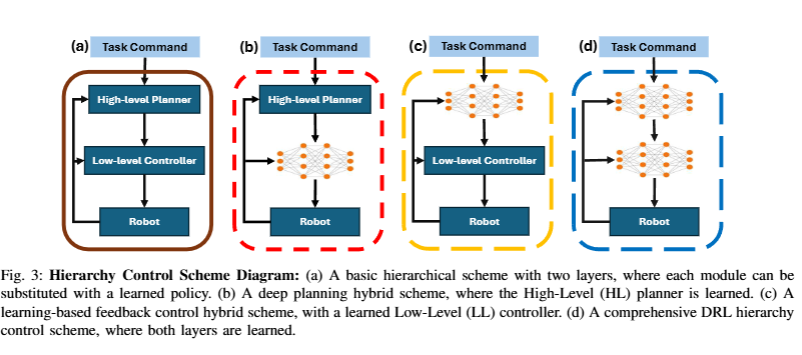 (a) Task Command (b) Task Command (c) Task Command (d) Task Command
High-level Planner High-level Planner
Low-level Controller Low-level Controller
Robot Robot Robot Robot
Fig. 3: Hierarchy Control Scheme Diagram: (a) A basic hierarchical scheme with two layers, where each module can be
substituted with a learned policy. (b) A deep planning hybrid scheme, where the High-Level (HL) planner is learned. (c) A
learning-based feedback control hybrid scheme, with a learned Low-Level (LL) controller. (d) A comprehensive DRL hierarchy
control scheme, where both layers are learned.